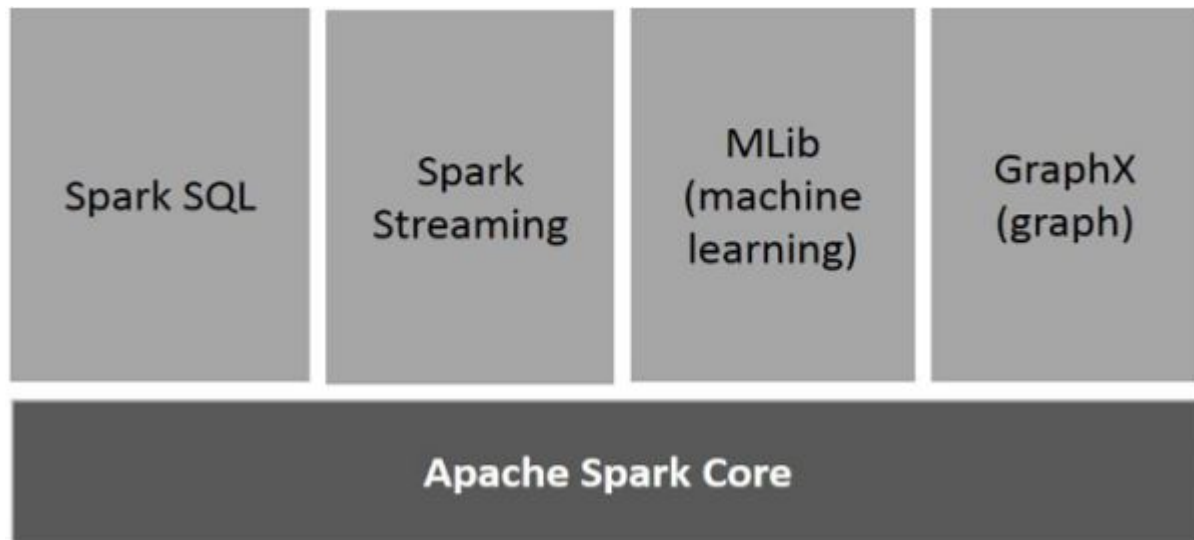 Spark SQL
Spark
Streaming
MLib
(machine
learning)
GraphX
(graph)
Apache Spark Core